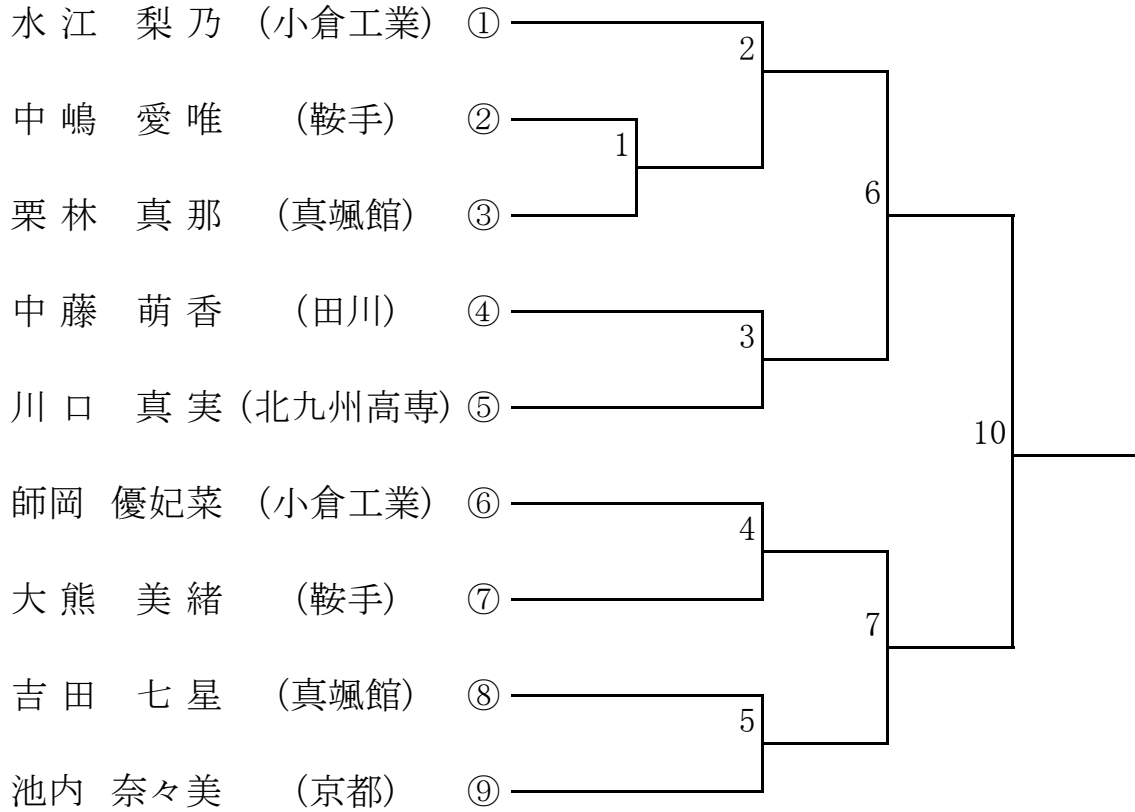 水江 梨乃 (小倉工業) ①
2
中嶋 愛唯 (鞍手) ②
1
栗林 真那 (真颯館) ③
6
中藤 萌香 (田川) ④
3
川口 真実 (北九州高専) ⑤
10
師岡 優妃菜 (小倉工業) ⑥
4
大熊 美緒 (鞍手) ⑦
7
吉田 七星 (真颯館) ⑧
5
池内 奈々美 (京都) ⑨